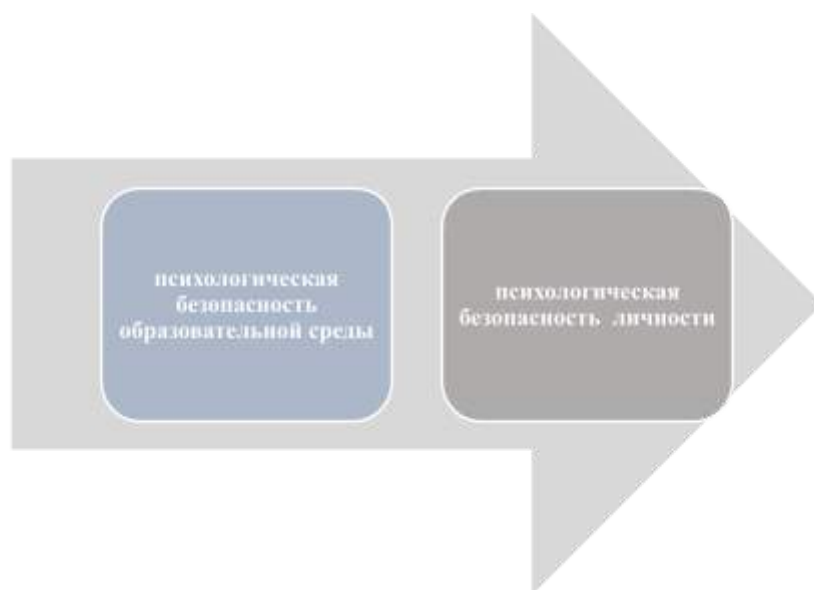 психологическая
безопасность
образовательной среды
психологическая
безопасность личности